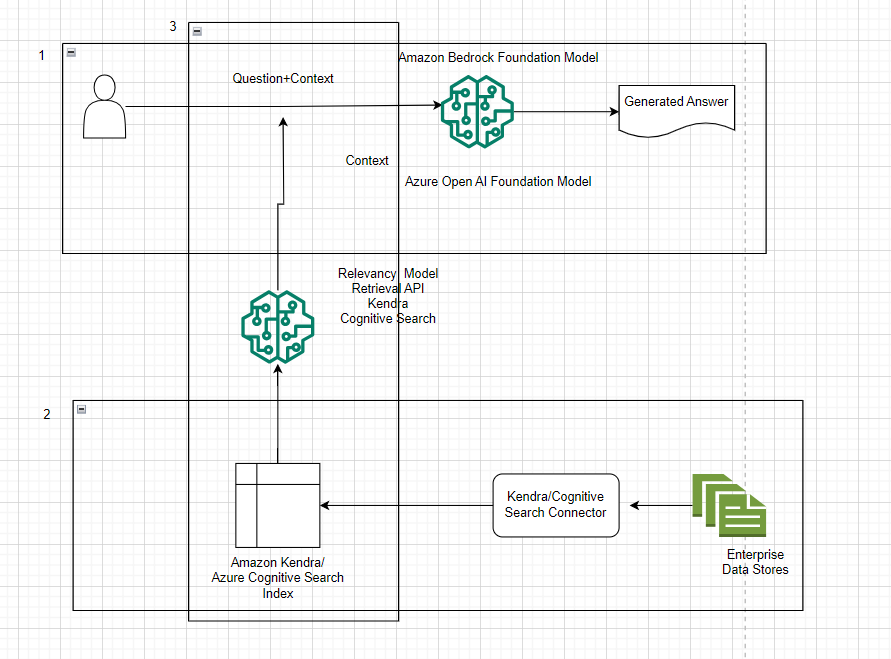 3
1
Amazon Bedrock Foundation Model
Question+Context
Generated Answer
Context
Azure Open AI Foundation Model
Relevancy Model
Retrieval API
Kendra
Cognitive Search
2
Kendra/Cognitive
Search Connector
Enterprise
Data Stores
Amazon Kendra/
Azure Cognitive Search
Index